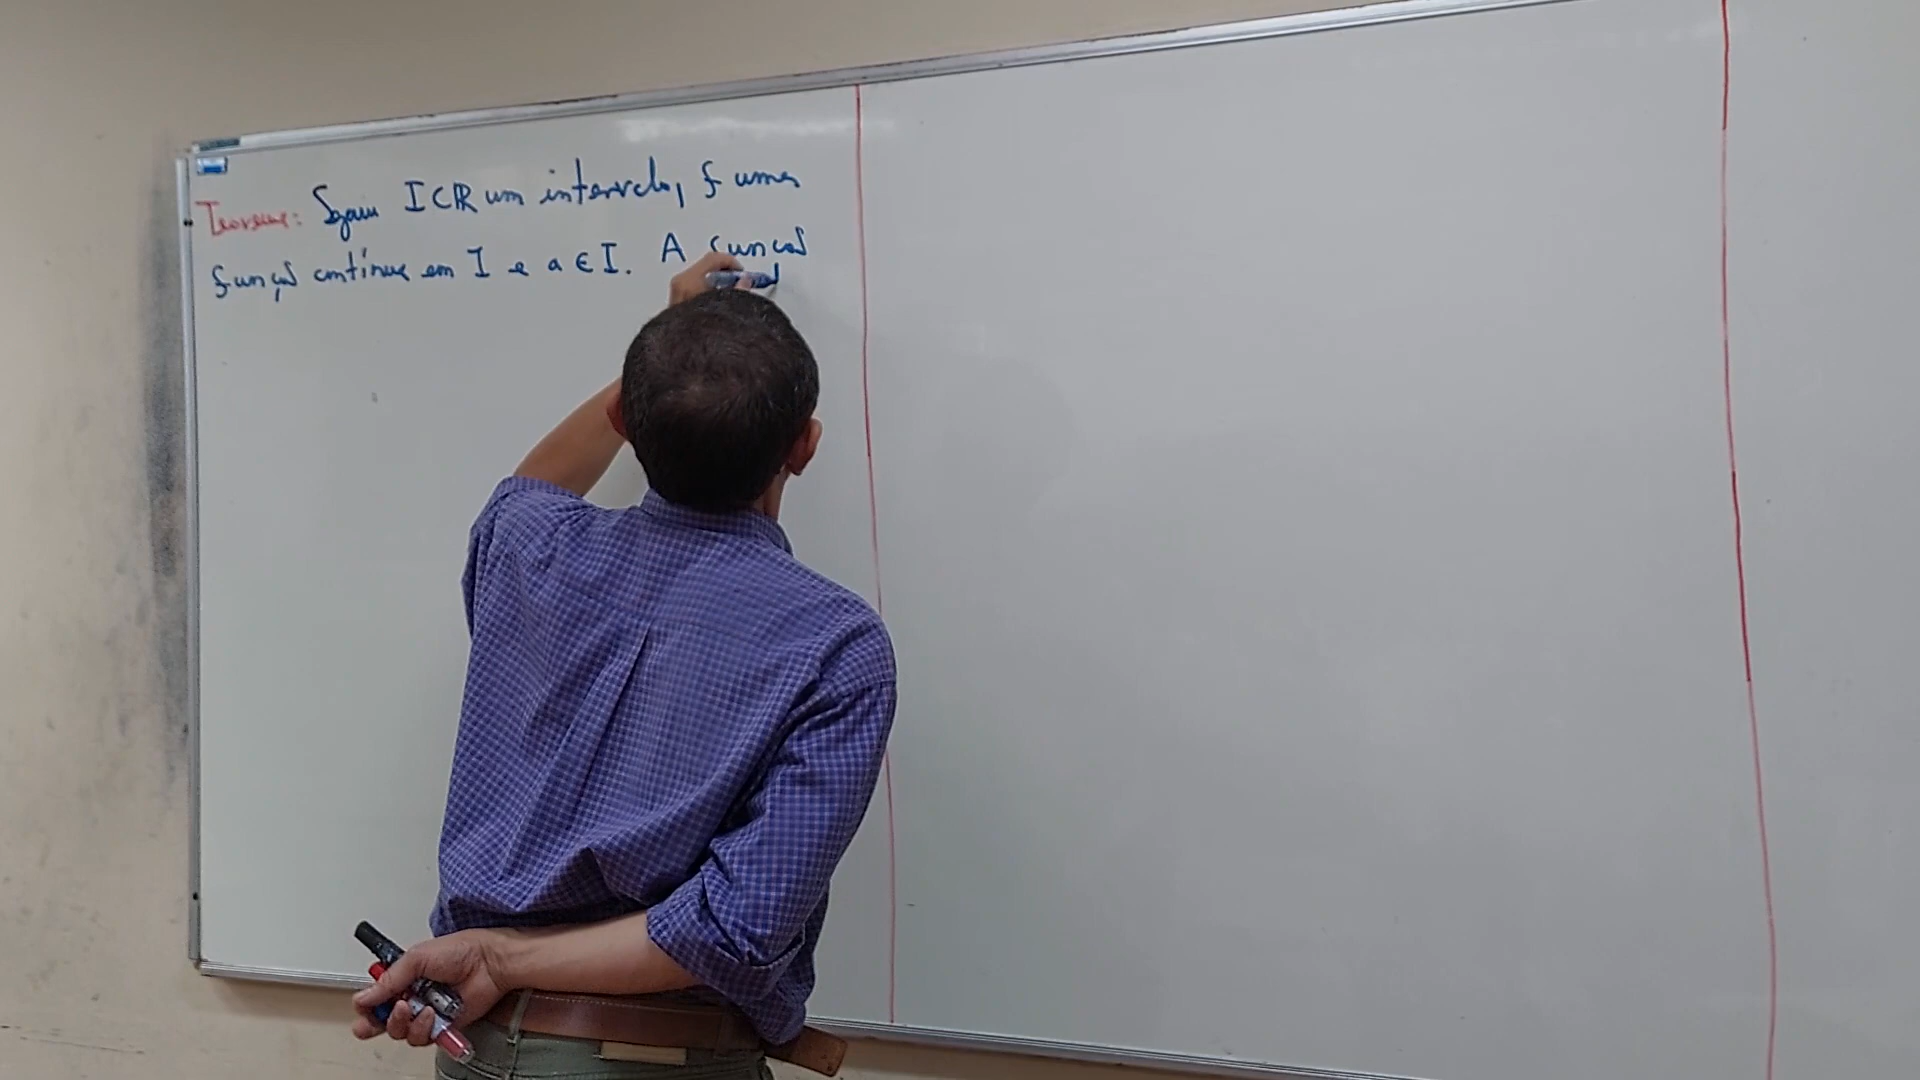 Teorema: Sejam I⊂ℝ um intervalo, f uma
função contínua em I e a ∈ I. A função